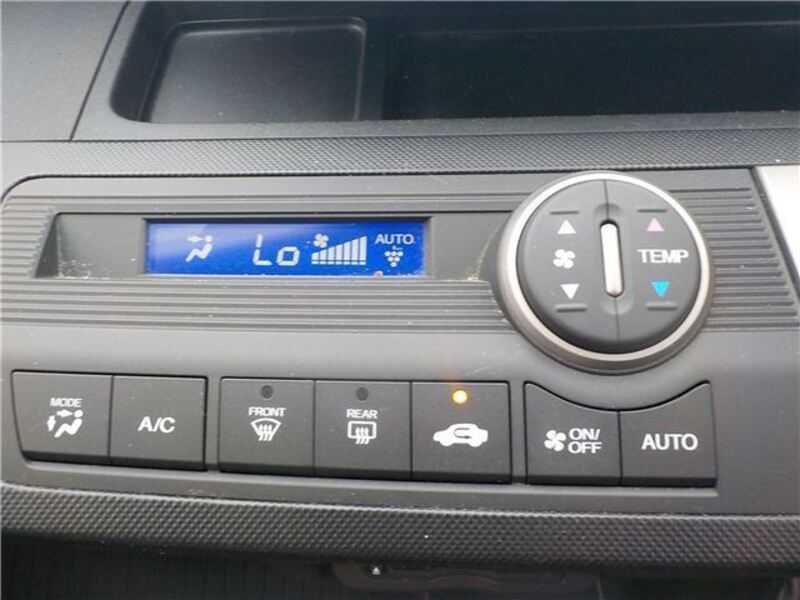 Lo AUTO
TEMP
MODE
A/C
FRONT
REAR
ON/
OFF
AUTO